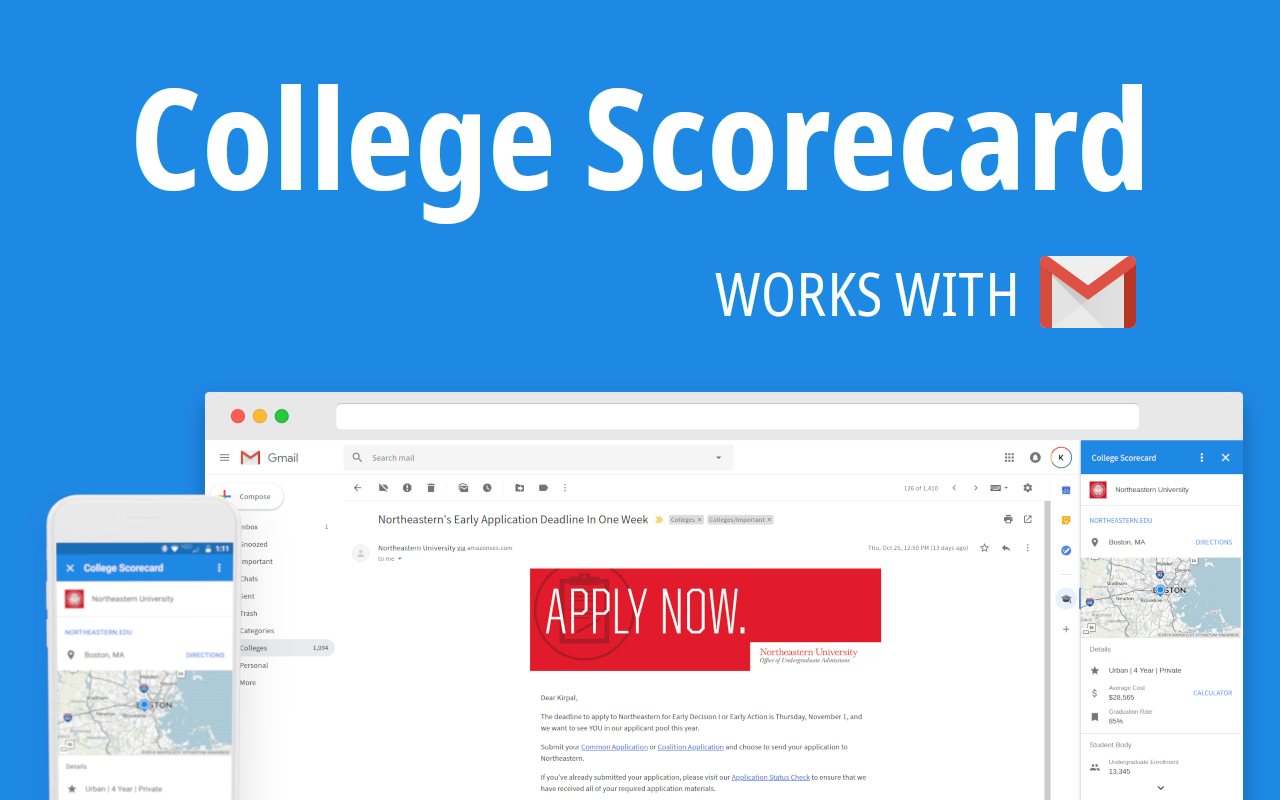 College Scorecard
WORKS WITH
Gmail
Search mail
K
College Scorecard
Compose
126 of 1,410
Northeastern University
Northeastern's Early Application Deadline In One Week
Colleges ×
Colleges/Important ×
NORTHEASTERN.EDU
Inbox
1
Snoozed
Important
Chats
Sent
Trash
Categories
Colleges
1,094
Personal
More
Northeastern University via amazonses.com
to me
Thu, Oct 25, 12:50 PM (13 days ago)
Boston, MA
DIRECTIONS
APPLY NOW.
Northeastern University
Office of Undergraduate Admissions
Dear Kirpal,
The deadline to apply to Northeastern for Early Decision I or Early Action is Thursday, November 1, and
we want to see YOU in our applicant pool this year.
Submit your Common Application or Coalition Application and choose to send your application to
Northeastern.
If you've already submitted your application, please visit our Application Status Check to ensure that we
have received all of your required application materials.
Details
Urban | 4 Year | Private
Average Cost
$28,565
CALCULATOR
Graduation Rate
85%
Student Body
Undergraduate Enrollment
13,345
1:11
College Scorecard
Northeastern University
NORTHEASTERN.EDU
Boston, MA
DIRECTIONS
Details
Urban | 4 Year | Private